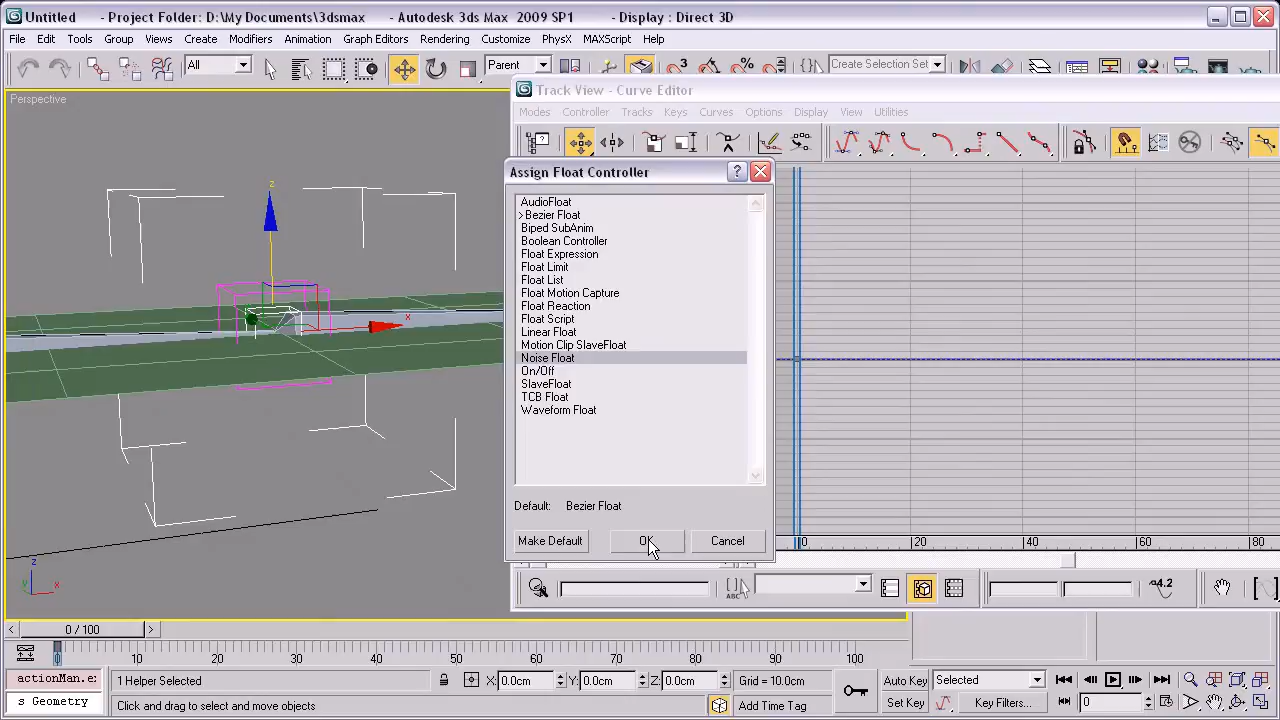 Untitled - Project Folder: D:\My Documents\3dsmax - Autodesk 3ds Max 2009 SP1 - Display : Direct 3D
File Edit Tools Group Views Create Modifiers Animation Graph Editors Rendering Customize PhysX MAXScript Help
All Parent Create Selection Set
Perspective
Track View - Curve Editor
Modes Controller Tracks Keys Curves Options Display View Utilities
Assign Float Controller
AudioFloat
>Bezier Float
Biped SubAnim
Boolean Controller
Float Expression
Float Limit
Float List
Float Motion Capture
Float Reaction
Float Script
Linear Float
Motion Clip SlaveFloat
Noise Float
On/Off
SlaveFloat
TCB Float
Waveform Float
Default: Bezier Float
Make Default OK Cancel
z
x
z
y x
0 20 40 60 80
ABC 4.2
0 / 100
0 10 20 30 40 50 60 70 80 90 100
actionMan.e:
s Geometry
1 Helper Selected X: 0.0cm Y: 0.0cm Z: 0.0cm Grid = 10.0cm Auto Key Selected
Click and drag to select and move objects Add Time Tag Set Key Key Filters... 0